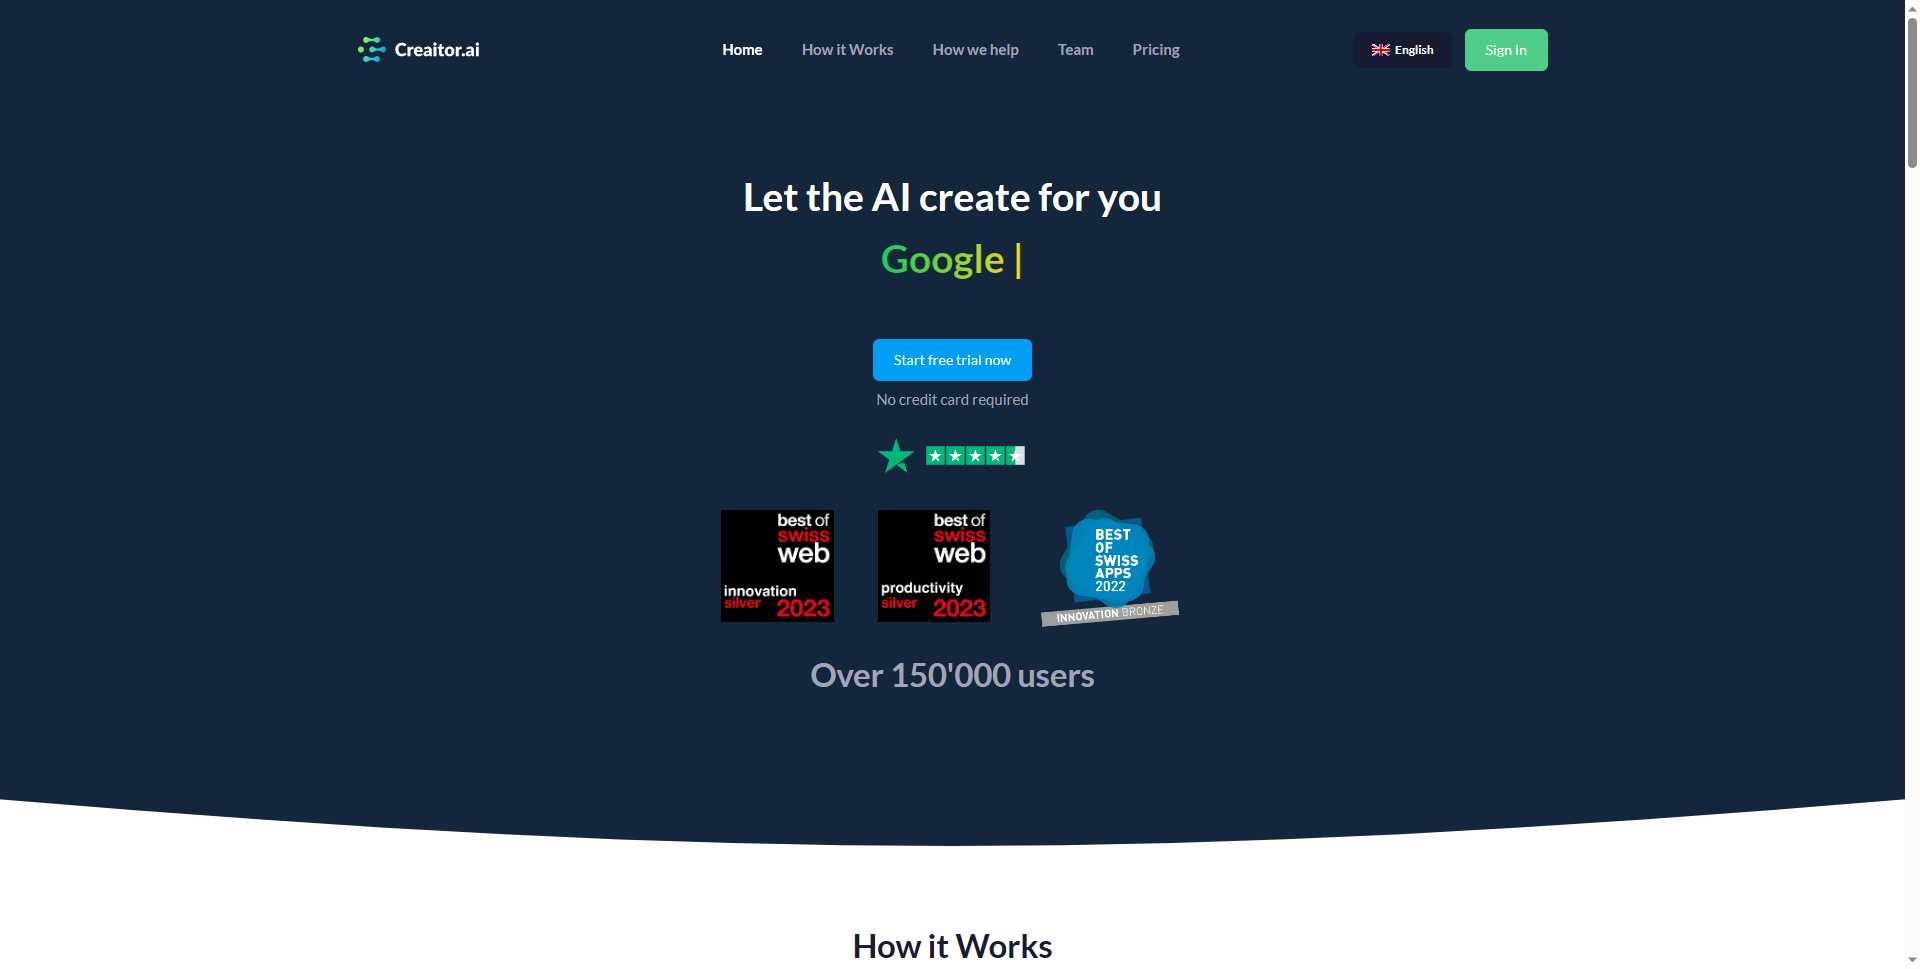 Creaitor.ai
Home
How it Works
How we help
Team
Pricing
English
Sign In
Let the AI create for you
Google |
Start free trial now
No credit card required
best of
swiss
web
innovation
silver 2023
best of
swiss
web
productivity
silver 2023
BEST
OF
SWISS
APPS
2022
INNOVATION BRONZE
Over 150'000 users
How it Works